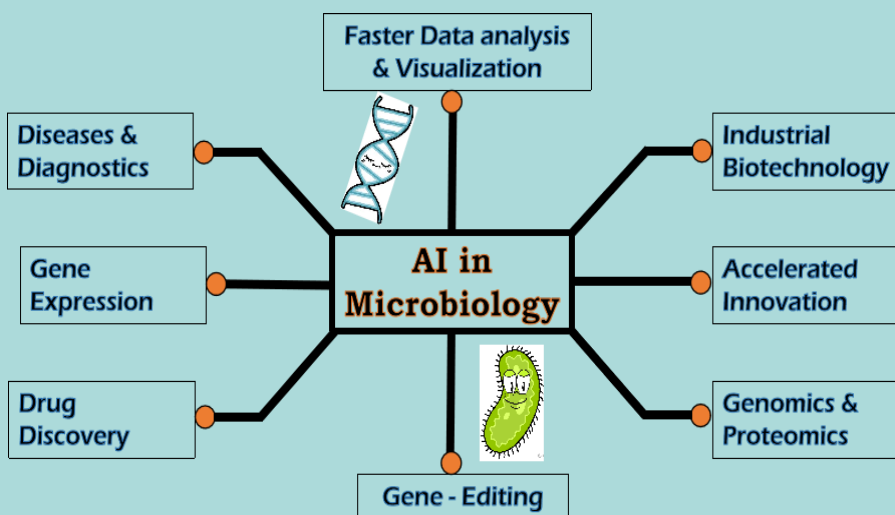 Faster Data analysis
& Visualization
Diseases &
Diagnostics
Industrial
Biotechnology
AI in
Microbiology
Gene
Expression
Accelerated
Innovation
Drug
Discovery
Genomics &
Proteomics
Gene - Editing